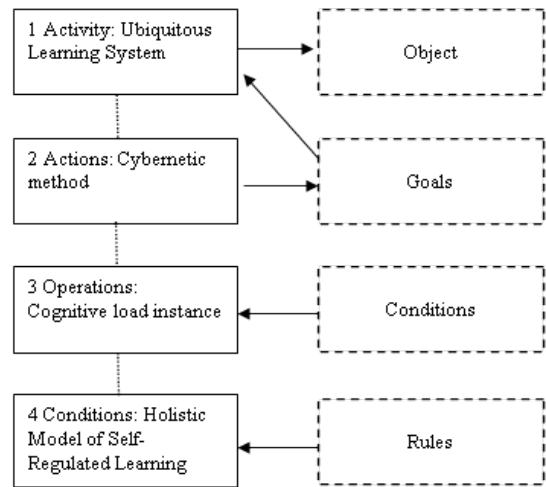 1 Activity: Ubiquitous
Learning System
Object
2 Actions: Cybernetic
method
Goals
3 Operations:
Cognitive load instance
Conditions
4 Conditions: Holistic
Model of Self-
Regulated Learning
Rules